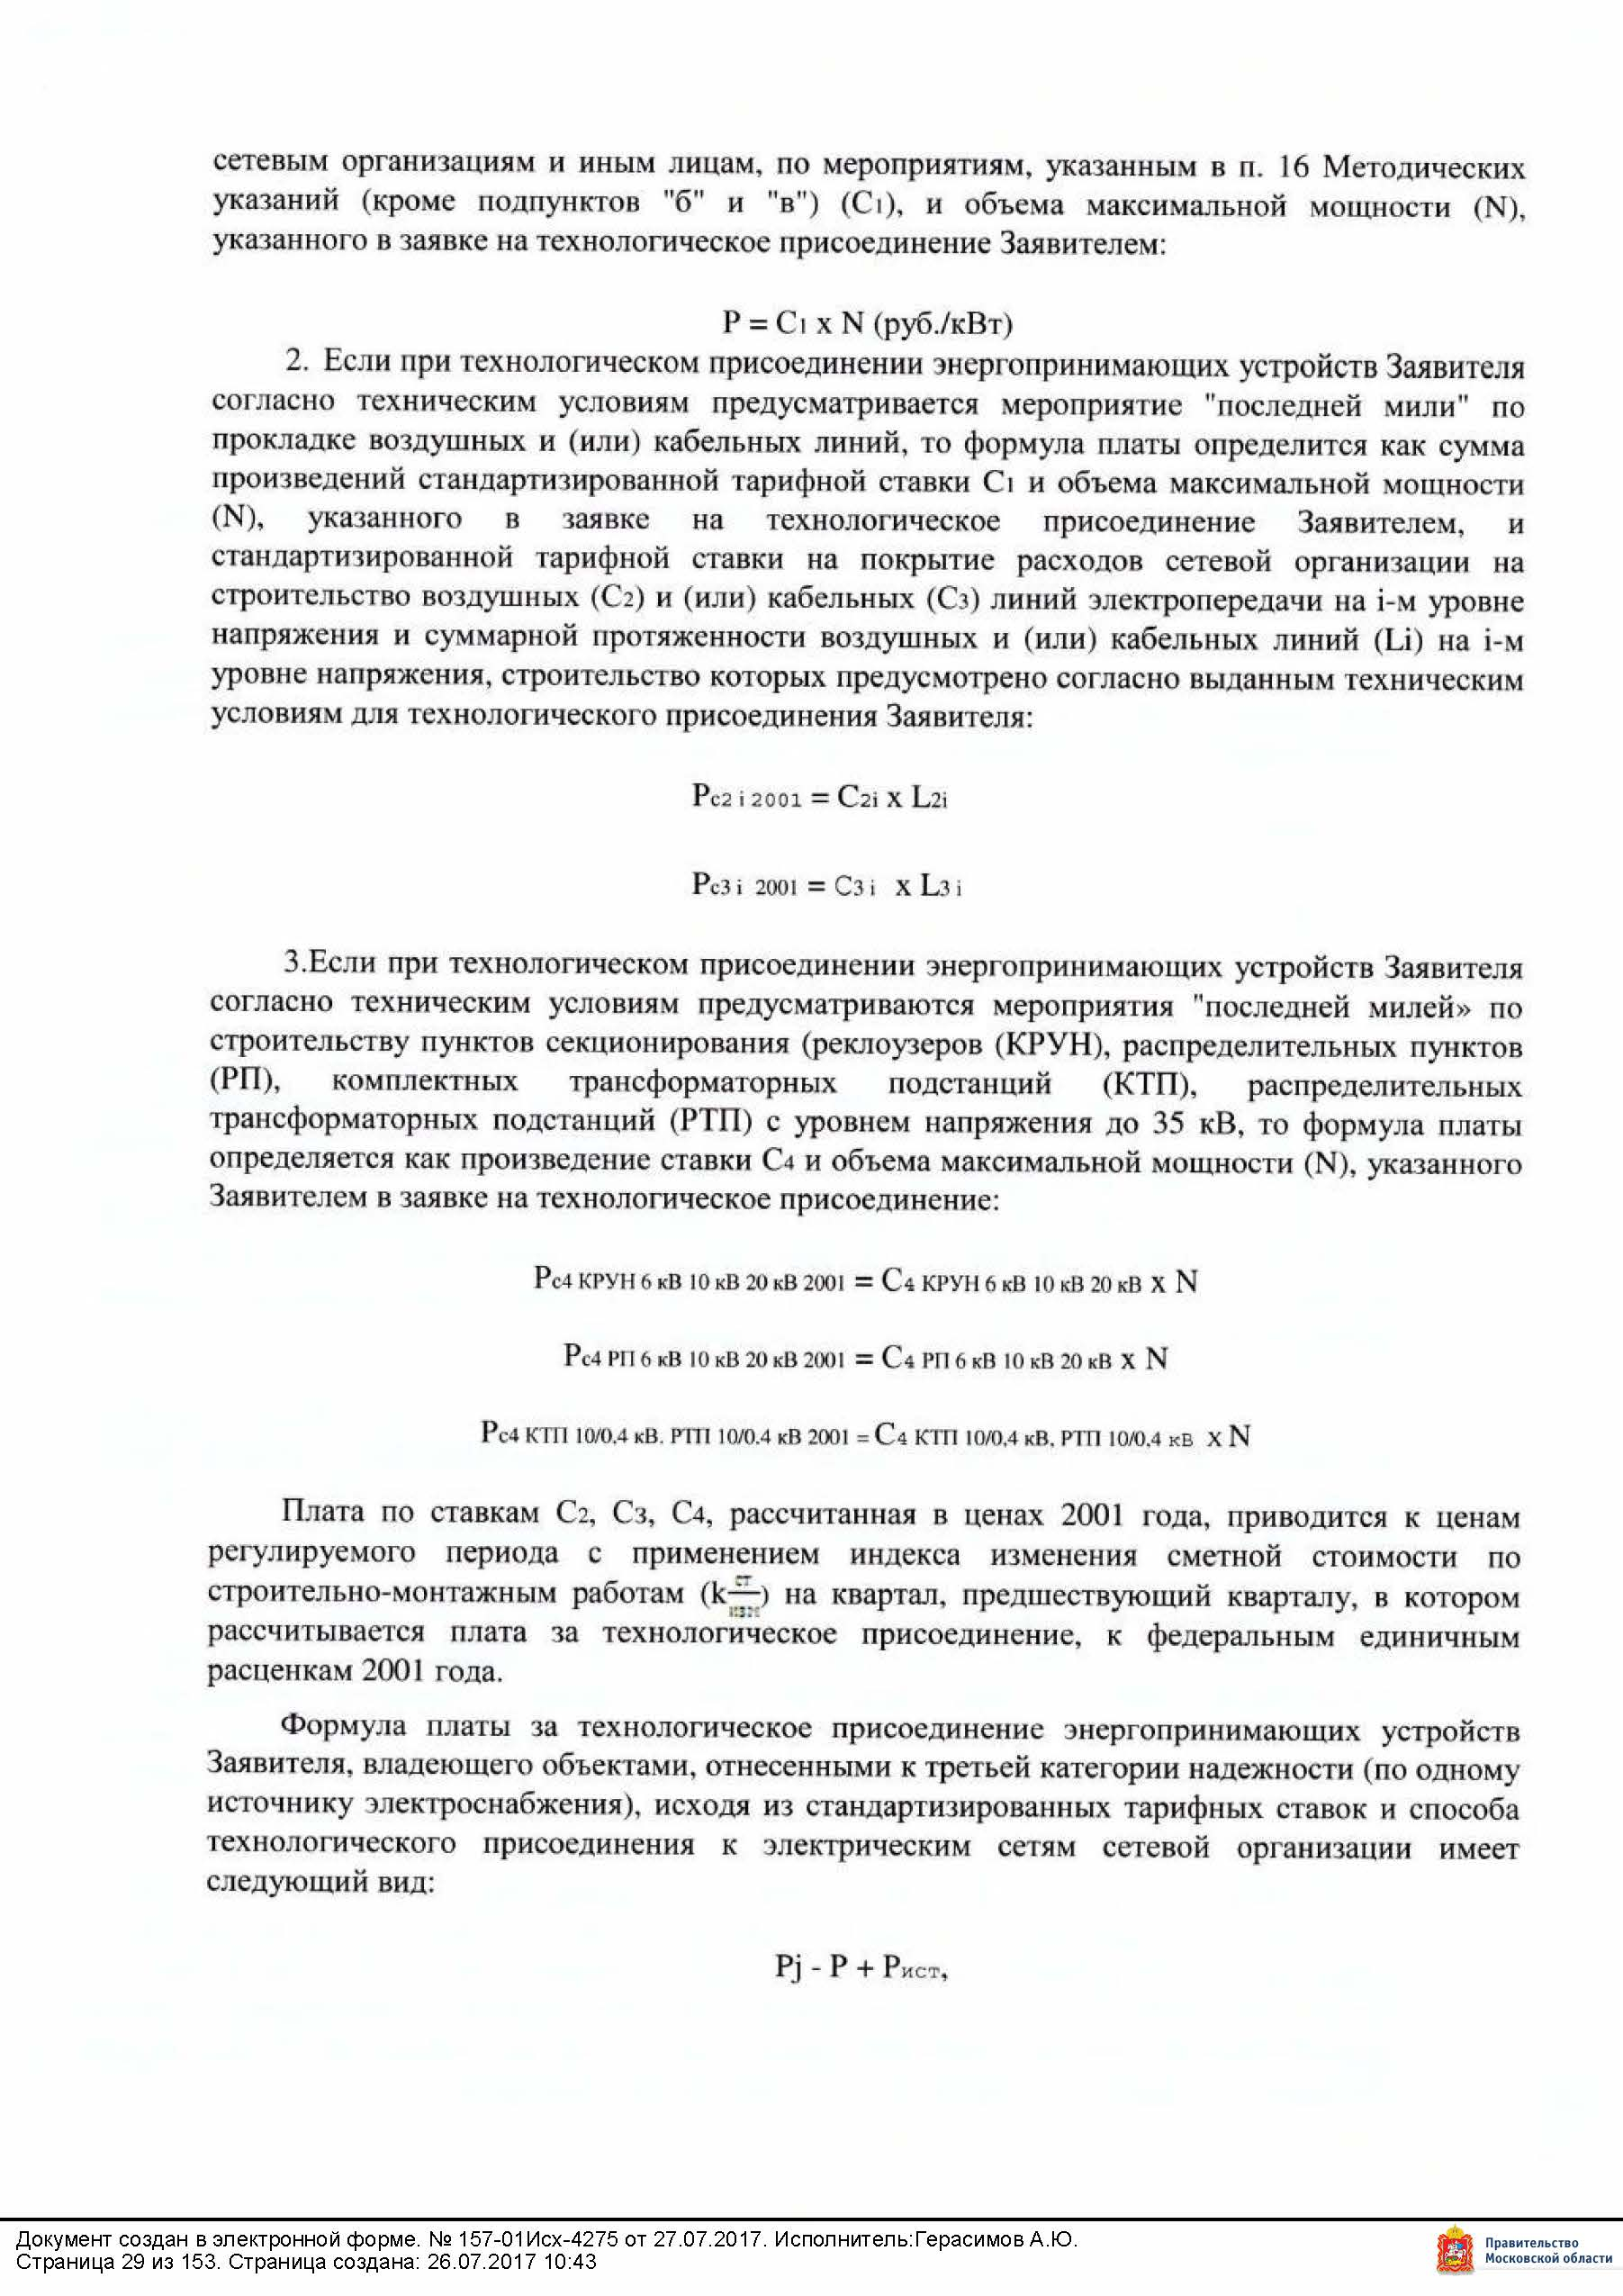 сетевым организациям и иным лицам, по мероприятиям, указанным в п. 16 Методических
указаний (кроме подпунктов "б" и "в") (С1), и объема максимальной мощности (N),
указанного в заявке на технологическое присоединение Заявителем:
P = C1 x N (руб./кВт)
2. Если при технологическом присоединении энергопринимающих устройств Заявителя
согласно техническим условиям предусматривается мероприятие "последней мили" по
прокладке воздушных и (или) кабельных линий, то формула платы определится как сумма
произведений стандартизированной тарифной ставки С1 и объема максимальной мощности
(N), указанного в заявке на технологическое присоединение Заявителем, и
стандартизированной тарифной ставки на покрытие расходов сетевой организации на
строительство воздушных (С2) и (или) кабельных (С3) линий электропередачи на i-м уровне
напряжения и суммарной протяженности воздушных и (или) кабельных линий (Li) на i-м
уровне напряжения, строительство которых предусмотрено согласно выданным техническим
условиям для технологического присоединения Заявителя:
Рс2 i 2001 = C2i x L2i
Рс3 i 2001 = C3 i x L3 i
3.Если при технологическом присоединении энергопринимающих устройств Заявителя
согласно техническим условиям предусматриваются мероприятия "последней милей» по
строительству пунктов секционирования (реклоузеров (КРУН), распределительных пунктов
(РП), комплектных трансформаторных подстанций (КТП), распределительных
трансформаторных подстанций (РТП) с уровнем напряжения до 35 кВ, то формула платы
определяется как произведение ставки С4 и объема максимальной мощности (N), указанного
Заявителем в заявке на технологическое присоединение:
Рс4 КРУН 6 кВ 10 кВ 20 кВ 2001 = С4 КРУН 6 кВ 10 кВ 20 кВ х N
Рс4 РП 6 кВ 10 кВ 20 кВ 2001 = С4 РП 6 кВ 10 кВ 20 кВ х N
Рс4 КТП 10/0,4 кВ. РТП 10/0.4 кВ 2001 = С4 КТП 10/0,4 кВ, РТП 10/0,4 кВ х N
Плата по ставкам С2, С3, С4, рассчитанная в ценах 2001 года, приводится к ценам
регулируемого периода с применением индекса изменения сметной стоимости по
строительно-монтажным работам (k ст/изм) на квартал, предшествующий кварталу, в котором
рассчитывается плата за технологическое присоединение, к федеральным единичным
расценкам 2001 года.
Формула платы за технологическое присоединение энергопринимающих устройств
Заявителя, владеющего объектами, отнесенными к третьей категории надежности (по одному
источнику электроснабжения), исходя из стандартизированных тарифных ставок и способа
технологического присоединения к электрическим сетям сетевой организации имеет
следующий вид:
Pj - P + Рист,
Документ создан в электронной форме. № 157-01Исх-4275 от 27.07.2017. Исполнитель:Герасимов А.Ю.
Страница 29 из 153. Страница создана: 26.07.2017 10:43
Правительство
Московской области